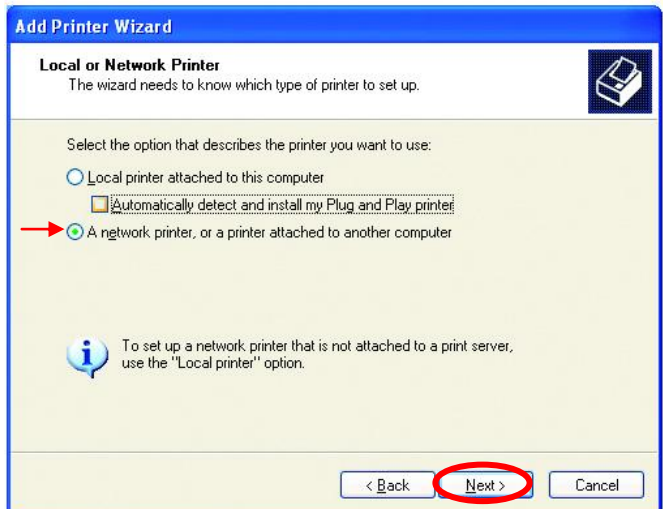 Add Printer Wizard
Local or Network Printer
The wizard needs to know which type of printer to set up.
Select the option that describes the printer you want to use:
Local printer attached to this computer
Automatically detect and install my Plug and Play printer
A network printer, or a printer attached to another computer
To set up a network printer that is not attached to a print server,
use the "Local printer" option.
< Back Next > Cancel